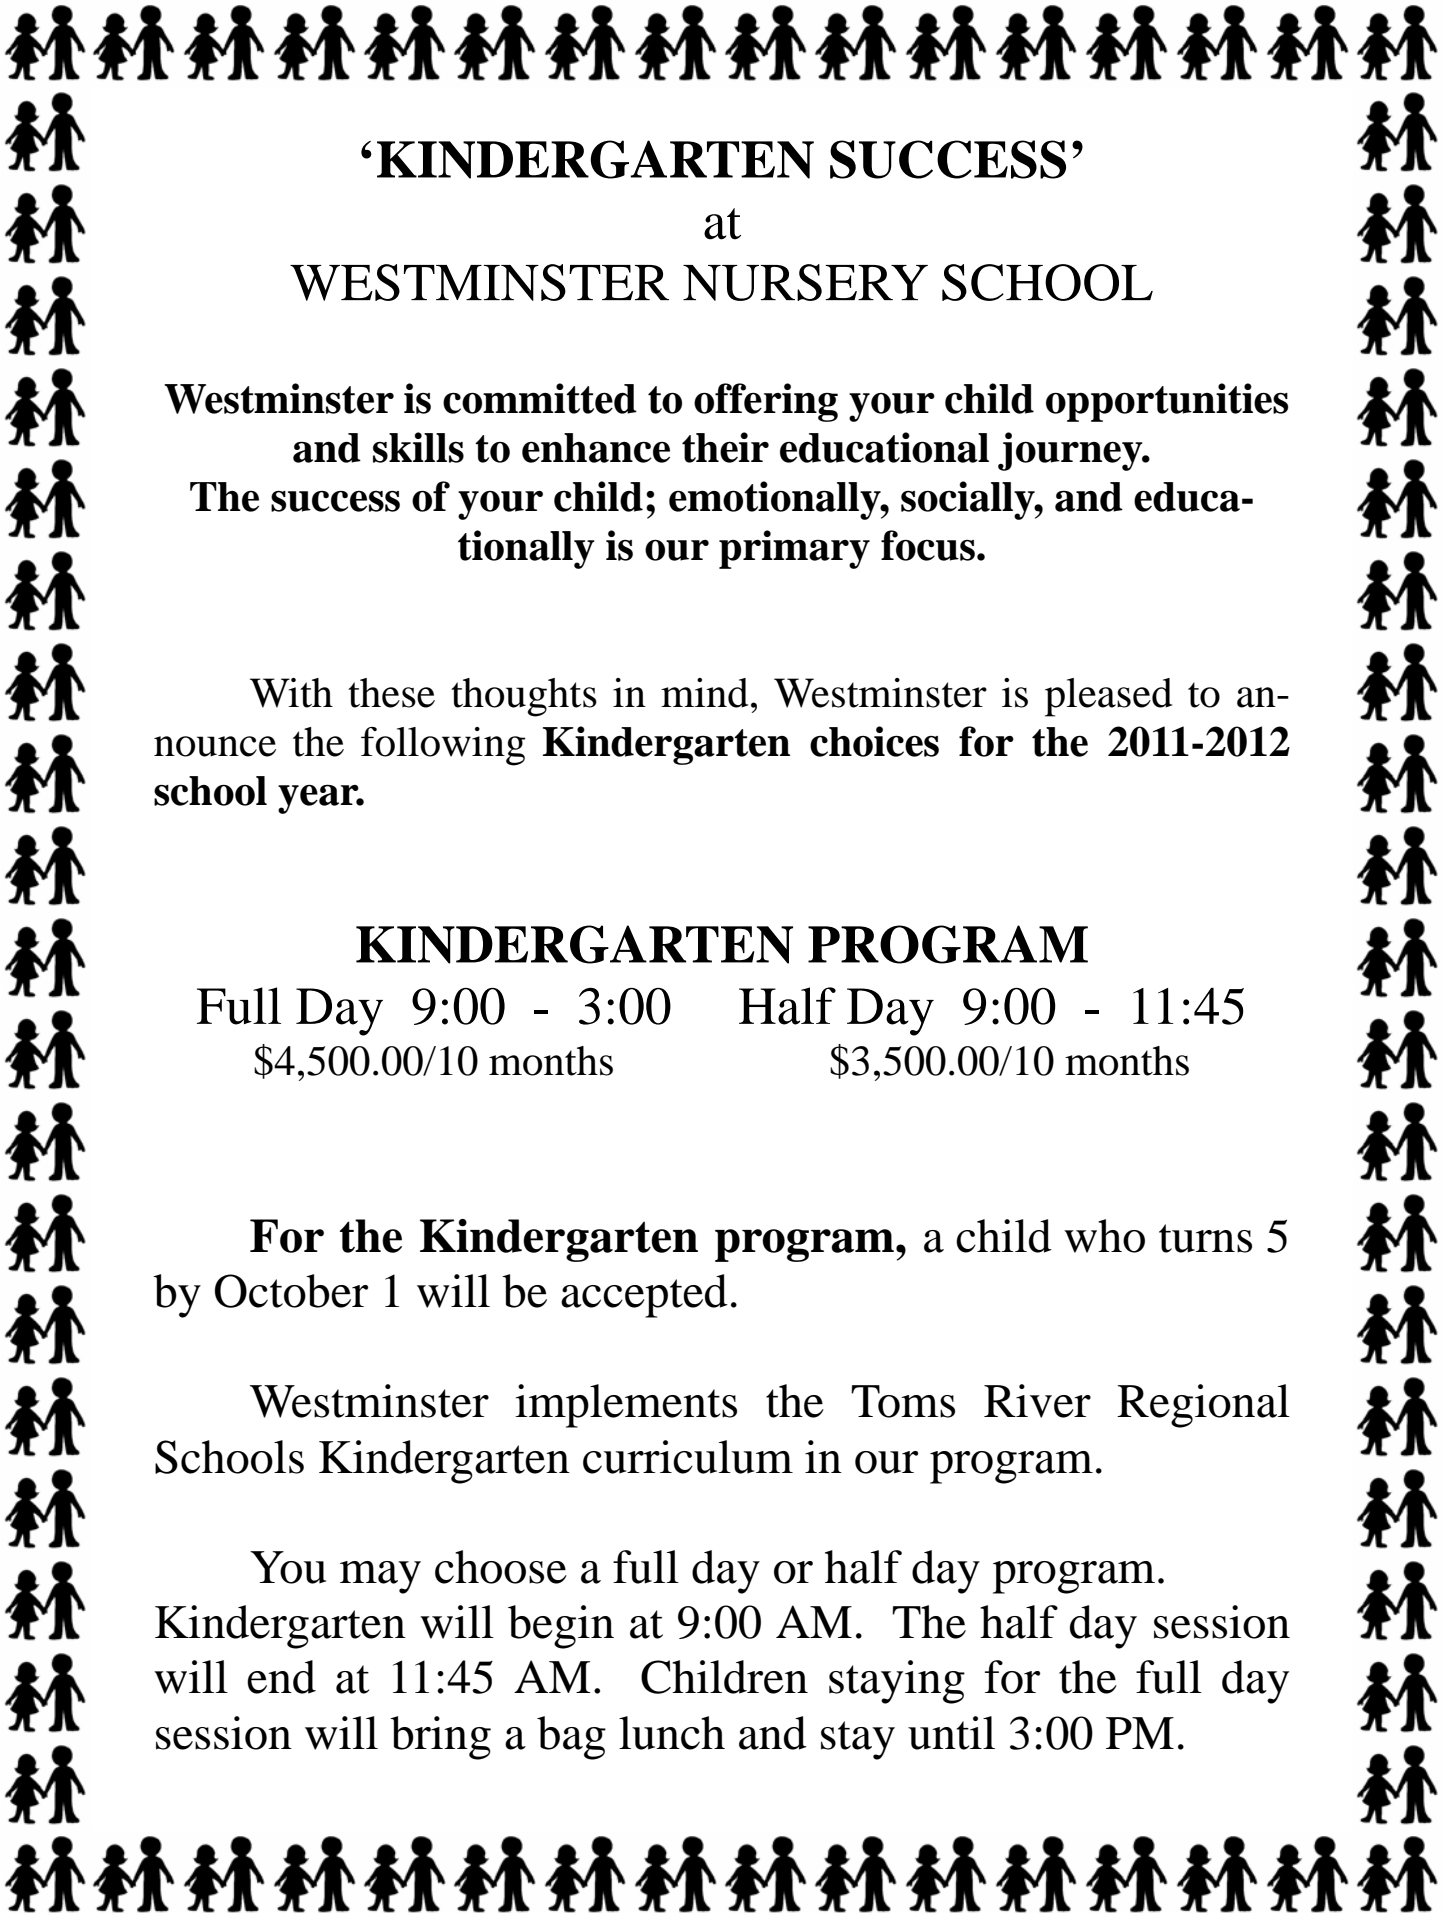 ‘KINDERGARTEN SUCCESS’
at
WESTMINSTER NURSERY SCHOOL
Westminster is committed to offering your child opportunities
and skills to enhance their educational journey.
The success of your child; emotionally, socially, and educa-
tionally is our primary focus.
With these thoughts in mind, Westminster is pleased to an-
nounce the following Kindergarten choices for the 2011-2012
school year.
KINDERGARTEN PROGRAM
Full Day 9:00 - 3:00 Half Day 9:00 - 11:45
$4,500.00/10 months $3,500.00/10 months
For the Kindergarten program, a child who turns 5
by October 1 will be accepted.
Westminster implements the Toms River Regional
Schools Kindergarten curriculum in our program.
You may choose a full day or half day program.
Kindergarten will begin at 9:00 AM. The half day session
will end at 11:45 AM. Children staying for the full day
session will bring a bag lunch and stay until 3:00 PM.